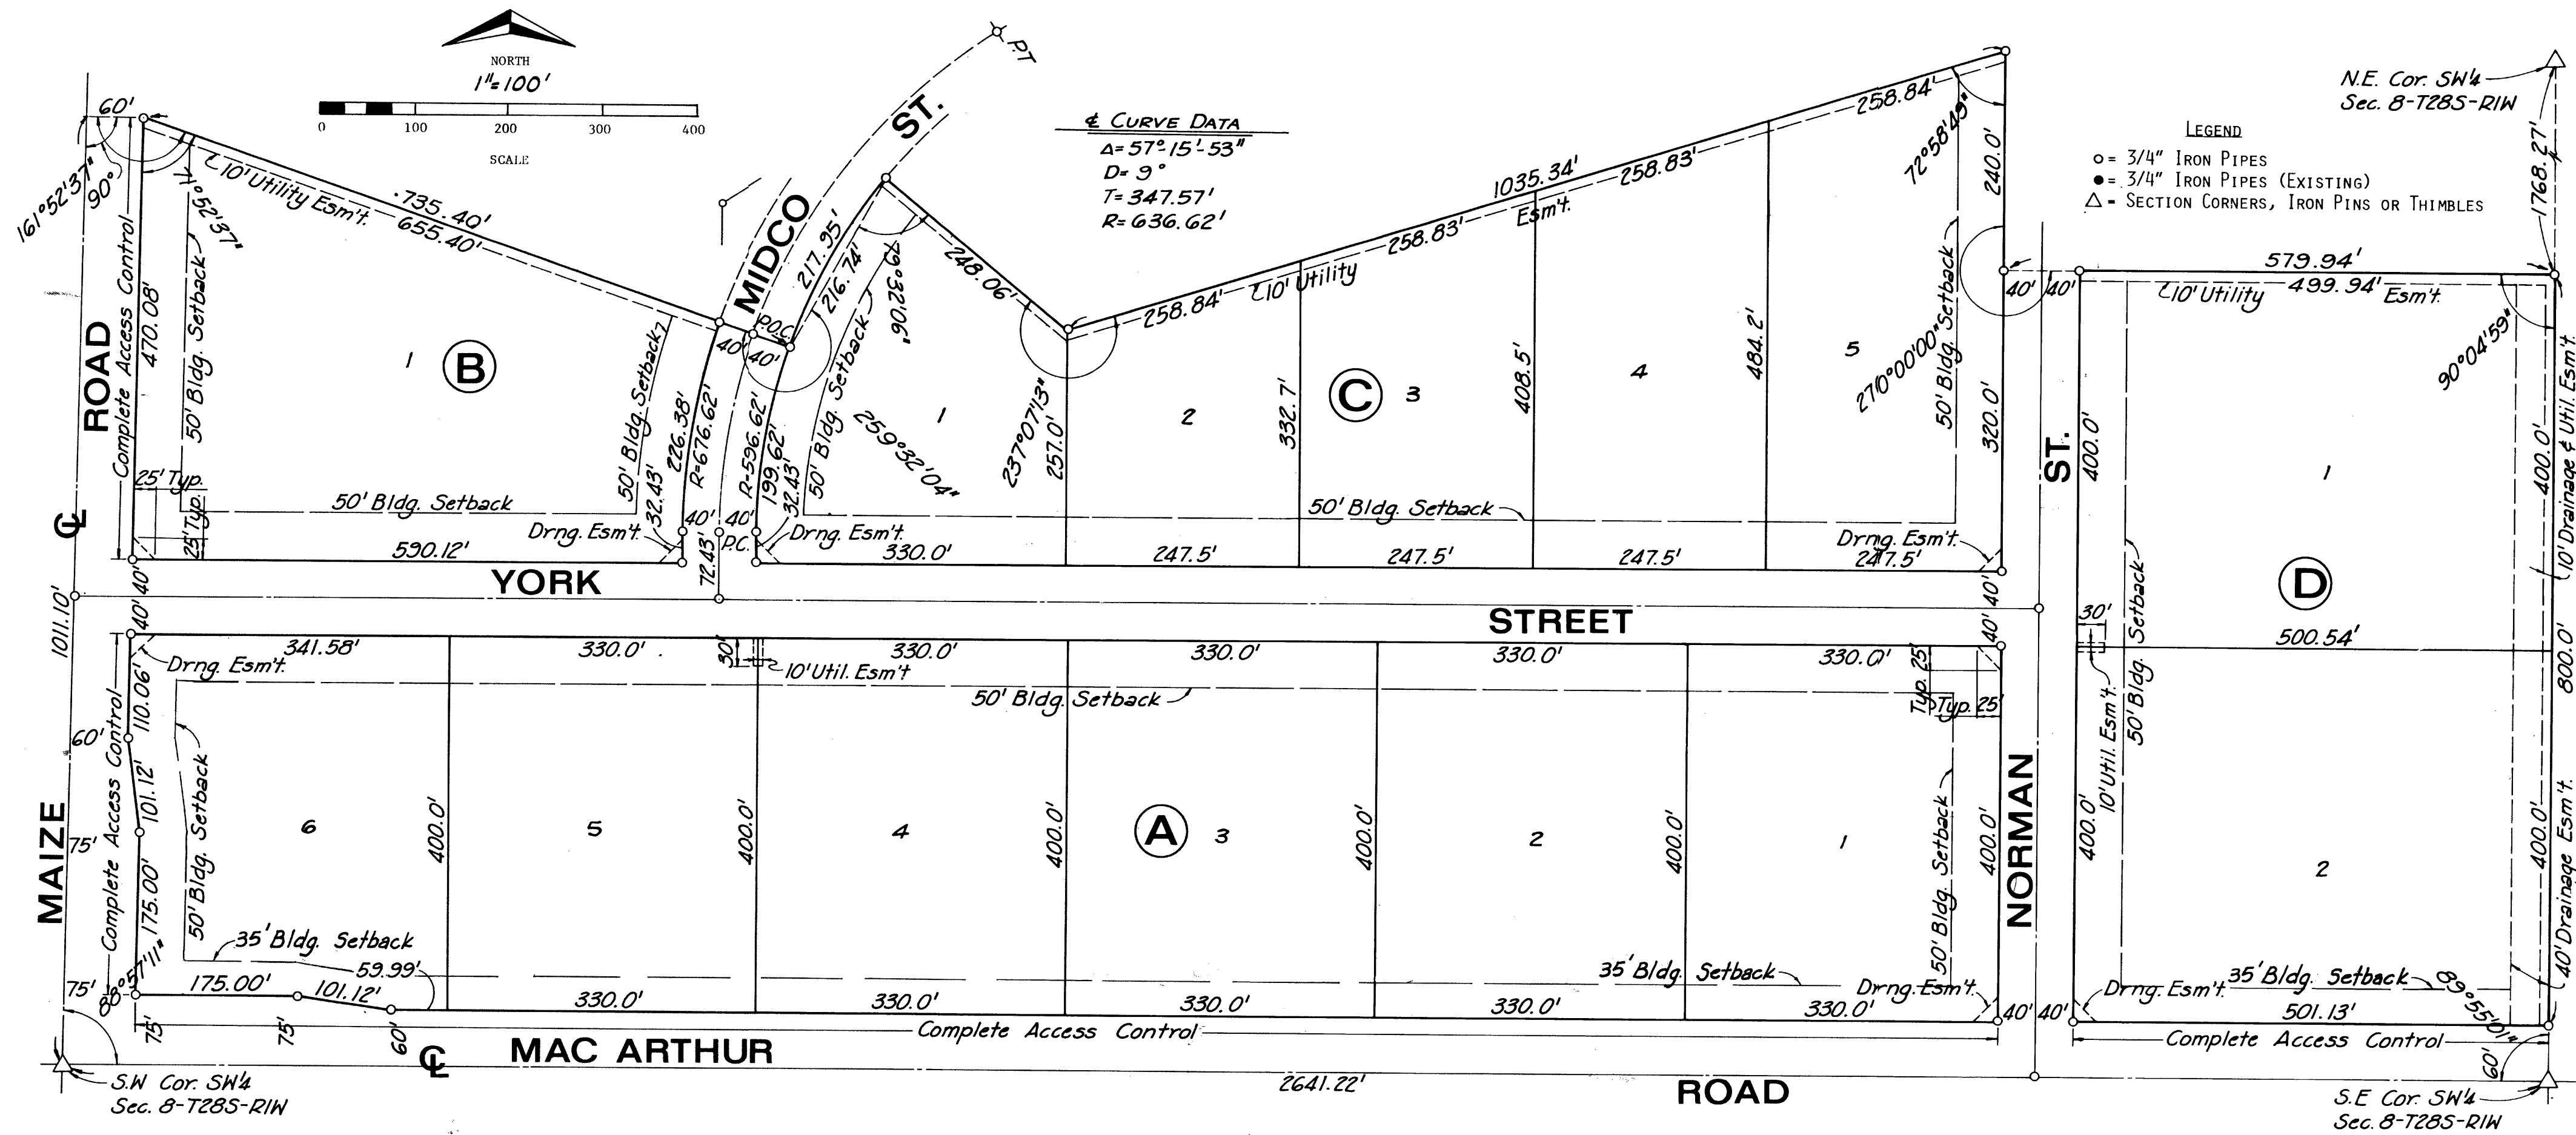 NORTH
1"=100'
0 100 200 300 400
SCALE
₵ CURVE DATA
Δ= 57°-15'-53"
D= 9°
T= 347.57'
R= 636.62'
N.E. Cor. SW'4
Sec. 8-T28S-R1W
LEGEND
○ = 3/4" IRON PIPES
● = 3/4" IRON PIPES (EXISTING)
△ = SECTION CORNERS, IRON PINS OR THIMBLES
1768.27'
P.T
60'
161°52'37"
90°
71°52'37"
10' Utility Esm't.
735.40'
655.40'
ROAD
Complete Access Control
470.08'
50' Bldg. Setback
1
B
25' Typ.
25' Typ.
50' Bldg. Setback
50' Bldg. Setback
Drng. Esm't.
590.12'
32.43'
226.38'
R=676.62'
40' 40'
P.O.C.
MIDCO
ST.
217.95'
216.74'
79°32'06"
248.06'
R=596.62'
199.62'
32.43'
50' Bldg. Setback
259°32'04"
40' 40'
P.C.
72.43'
Drng. Esm't.
330.0'
1
237°07'13"
257.0'
258.84'
10' Utility
Esm't.
1035.34'
258.83'
258.83'
258.84'
72°58'49"
240.0'
2
332.7'
C
3
408.5'
4
484.2'
5
270°00'00"
50' Bldg. Setback
320.0'
50' Bldg. Setback
Drng. Esm't.
247.5'
247.5'
247.5'
247.5'
40' 40'
579.94'
10' Utility
499.94'
Esm't.
90°04'59"
ST.
400.0'
1
400.0'
10' Drainage & Util. Esm't.
D
50' Bldg. Setback
30'
500.54'
800.0'
10' Util. Esm't.
400.0'
2
400.0'
40' Drainage Esm't.
Drng. Esm't.
35' Bldg. Setback
89°55'01"
501.13'
Complete Access Control
60'
₵
1011.10'
40' 40'
YORK
STREET
40' 40'
341.58'
330.0'
330.0'
330.0'
330.0'
330.0'
Drng. Esm't.
30'
10' Util. Esm't
50' Bldg. Setback
Typ. 25'
Typ. 25'
MAIZE
Complete Access Control
110.06'
60'
101.12'
75'
175.00'
75'
88°57'11"
50' Bldg. Setback
6
400.0'
5
400.0'
4
400.0'
A
3
400.0'
2
400.0'
1
50' Bldg. Setback
400.0'
NORMAN
35' Bldg. Setback
59.99'
175.00'
101.12'
330.0'
330.0'
330.0'
330.0'
330.0'
35' Bldg. Setback
Drng. Esm't.
40' 40'
75'
75'
60'
Complete Access Control
₵
MAC ARTHUR
ROAD
2641.22'
S.W Cor. SW'4
Sec. 8-T28S-R1W
S.E Cor. SW'4
Sec. 8-T28S-R1W